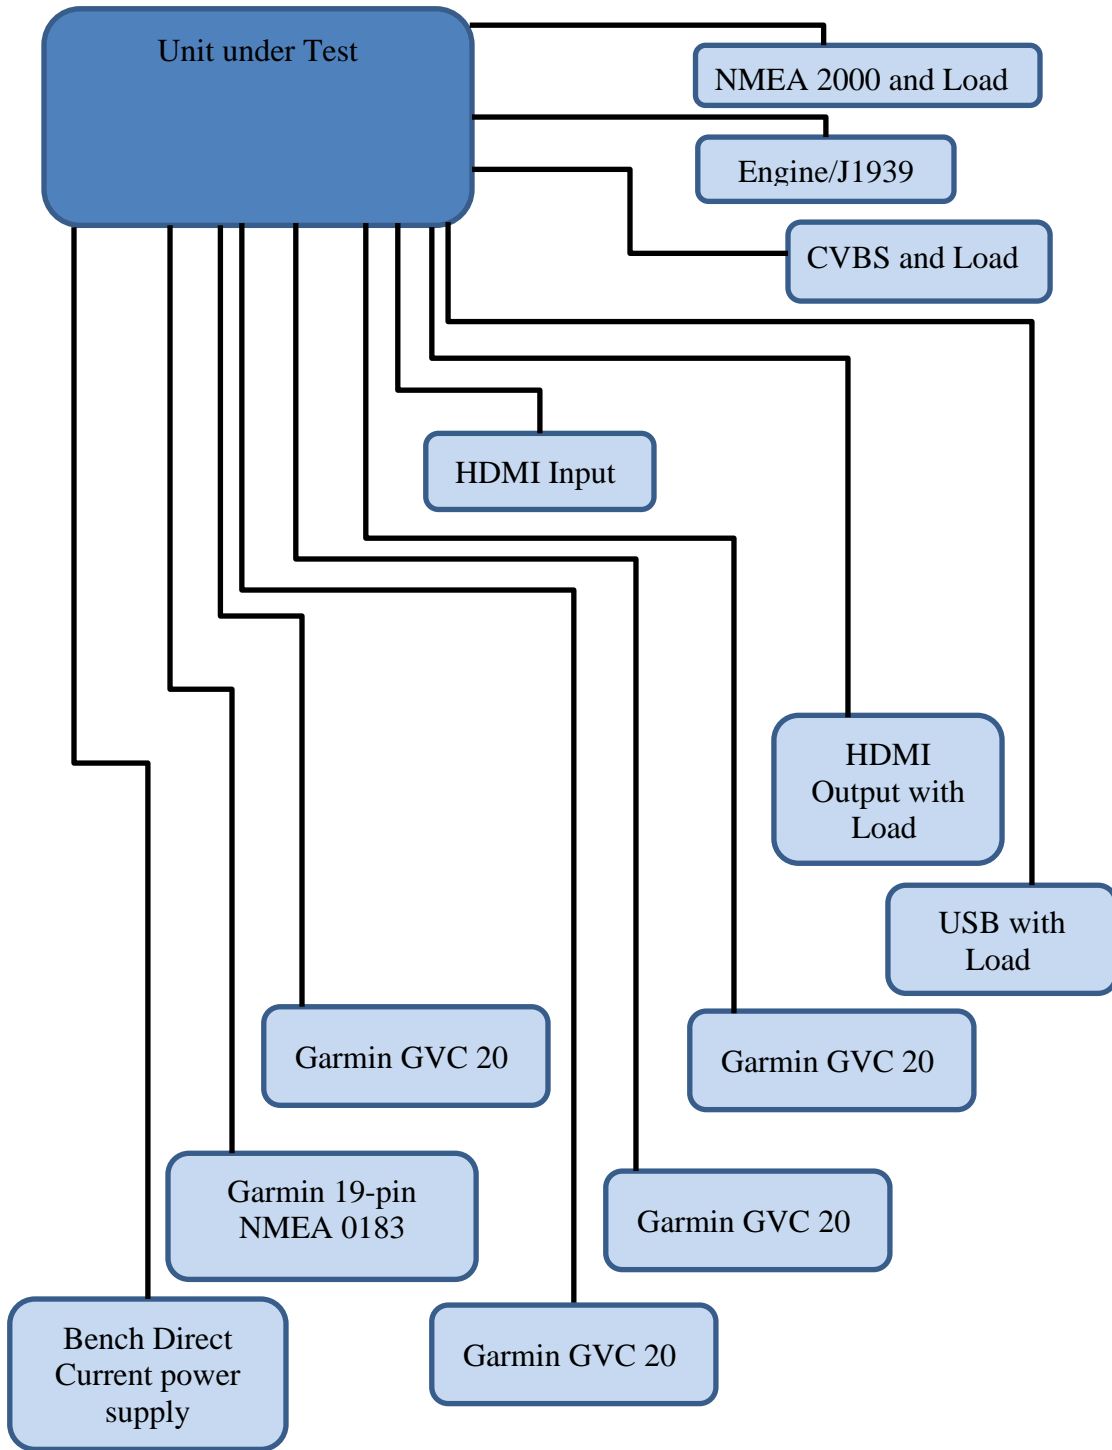 Unit under Test
NMEA 2000 and Load
Engine/J1939
CVBS and Load
HDMI Input
HDMI
Output with
Load
USB with
Load
Garmin GVC 20
Garmin GVC 20
Garmin 19-pin
NMEA 0183
Garmin GVC 20
Bench Direct
Current power
supply
Garmin GVC 20